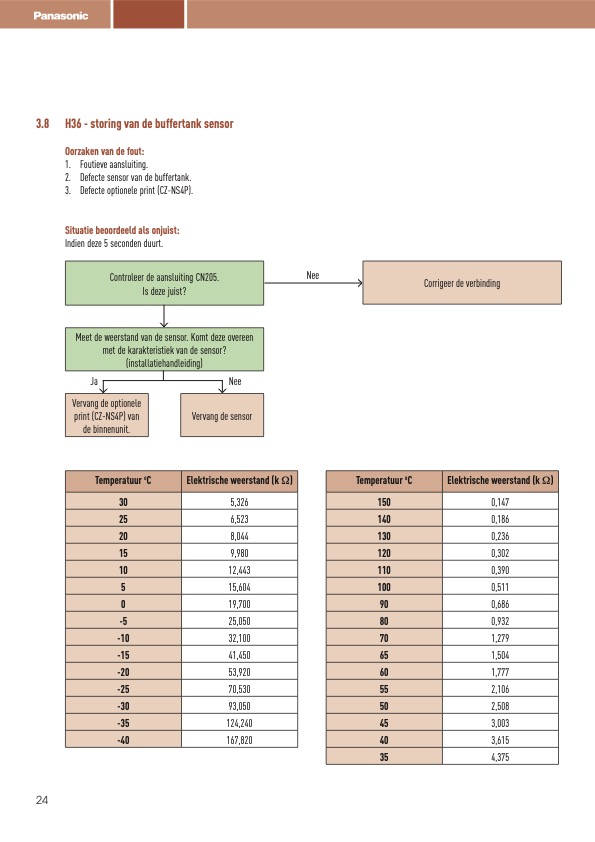 Panasonic
3.8 H36 - storing van de buffertank sensor
Oorzaken van de fout:
1. Foutieve aansluiting.
2. Defecte sensor van de buffertank.
3. Defecte optionele print (CZ-NS4P).
Situatie beoordeeld als onjuist:
Indien deze 5 seconden duurt.
Controleer de aansluiting CN205.
Is deze juist?
Nee
Corrigeer de verbinding
Meet de weerstand van de sensor. Komt deze overeen
met de karakteristiek van de sensor?
(installatiehandleiding)
Ja
Nee
Vervang de optionele
print (CZ-NS4P) van
de binnenunit.
Vervang de sensor
Temperatuur °C Elektrische weerstand (k Ω)
30 5,326
25 6,523
20 8,044
15 9,980
10 12,443
5 15,604
0 19,700
-5 25,050
-10 32,100
-15 41,450
-20 53,920
-25 70,530
-30 93,050
-35 124,240
-40 167,820
Temperatuur °C Elektrische weerstand (k Ω)
150 0,147
140 0,186
130 0,236
120 0,302
110 0,390
100 0,511
90 0,686
80 0,932
70 1,279
65 1,504
60 1,777
55 2,106
50 2,508
45 3,003
40 3,615
35 4,375
24